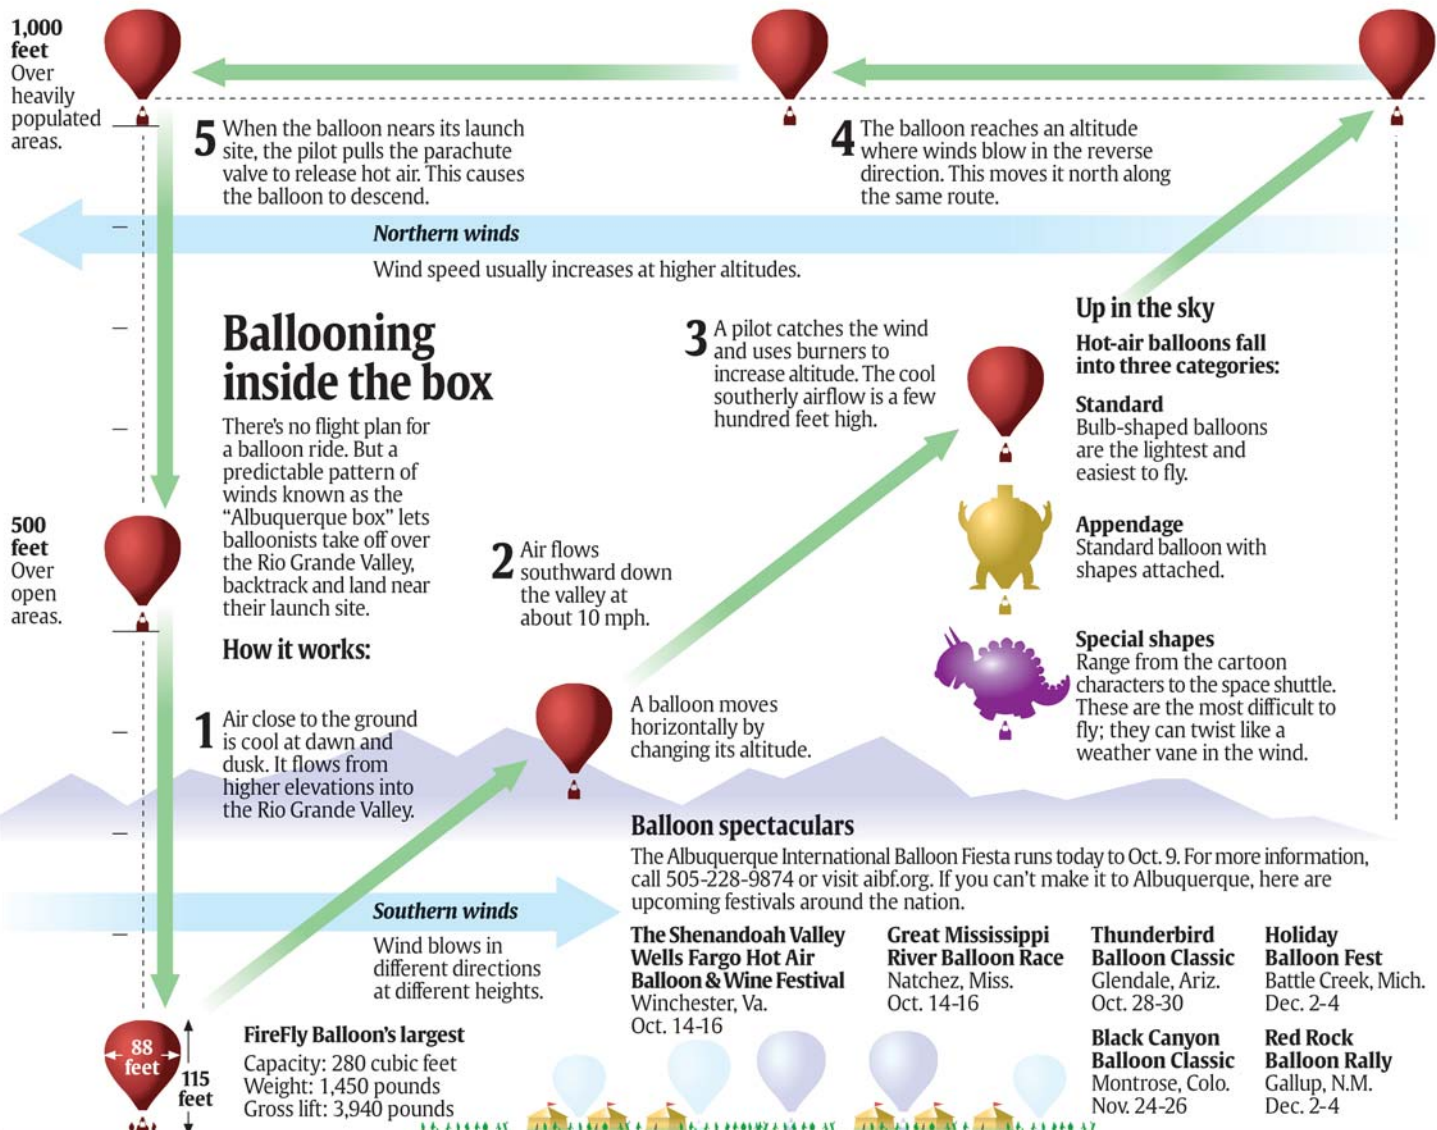 1,000
feet
Over
heavily
populated
areas.
5 When the balloon nears its launch
site, the pilot pulls the parachute
valve to release hot air. This causes
the balloon to descend.
4 The balloon reaches an altitude
where winds blow in the reverse
direction. This moves it north along
the same route.
Northern winds
Wind speed usually increases at higher altitudes.
Ballooning
inside the box
There's no flight plan for
a balloon ride. But a
predictable pattern of
winds known as the
“Albuquerque box” lets
balloonists take off over
the Rio Grande Valley,
backtrack and land near
their launch site.
How it works:
500
feet
Over
open
areas.
1 Air close to the ground
is cool at dawn and
dusk. It flows from
higher elevations into
the Rio Grande Valley.
2 Air flows
southward down
the valley at
about 10 mph.
A balloon moves
horizontally by
changing its altitude.
3 A pilot catches the wind
and uses burners to
increase altitude. The cool
southerly airflow is a few
hundred feet high.
Up in the sky
Hot-air balloons fall
into three categories:
Standard
Bulb-shaped balloons
are the lightest and
easiest to fly.
Appendage
Standard balloon with
shapes attached.
Special shapes
Range from the cartoon
characters to the space shuttle.
These are the most difficult to
fly; they can twist like a
weather vane in the wind.
Southern winds
Wind blows in
different directions
at different heights.
88
feet
115
feet
FireFly Balloon's largest
Capacity: 280 cubic feet
Weight: 1,450 pounds
Gross lift: 3,940 pounds
Balloon spectaculars
The Albuquerque International Balloon Fiesta runs today to Oct. 9. For more information,
call 505-228-9874 or visit aibf.org. If you can't make it to Albuquerque, here are
upcoming festivals around the nation.
The Shenandoah Valley
Wells Fargo Hot Air
Balloon & Wine Festival
Winchester, Va.
Oct. 14-16
Great Mississippi
River Balloon Race
Natchez, Miss.
Oct. 14-16
Thunderbird
Balloon Classic
Glendale, Ariz.
Oct. 28-30
Black Canyon
Balloon Classic
Montrose, Colo.
Nov. 24-26
Holiday
Balloon Fest
Battle Creek, Mich.
Dec. 2-4
Red Rock
Balloon Rally
Gallup, N.M.
Dec. 2-4